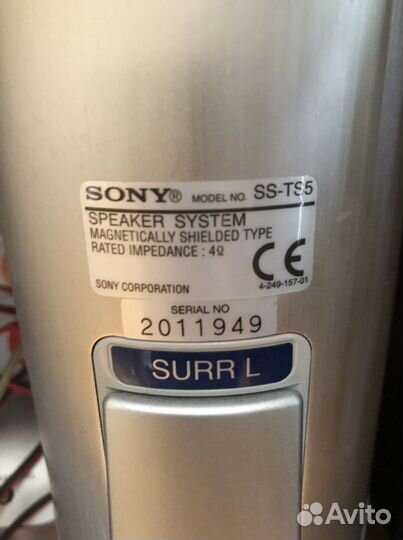 SONY® MODEL NO. SS-TS5
SPEAKER SYSTEM
MAGNETICALLY SHIELDED TYPE
RATED IMPEDANCE : 4Ω
CE
SONY CORPORATION 4-249-157-01
SERIAL NO
2011949
SURR L
Avito